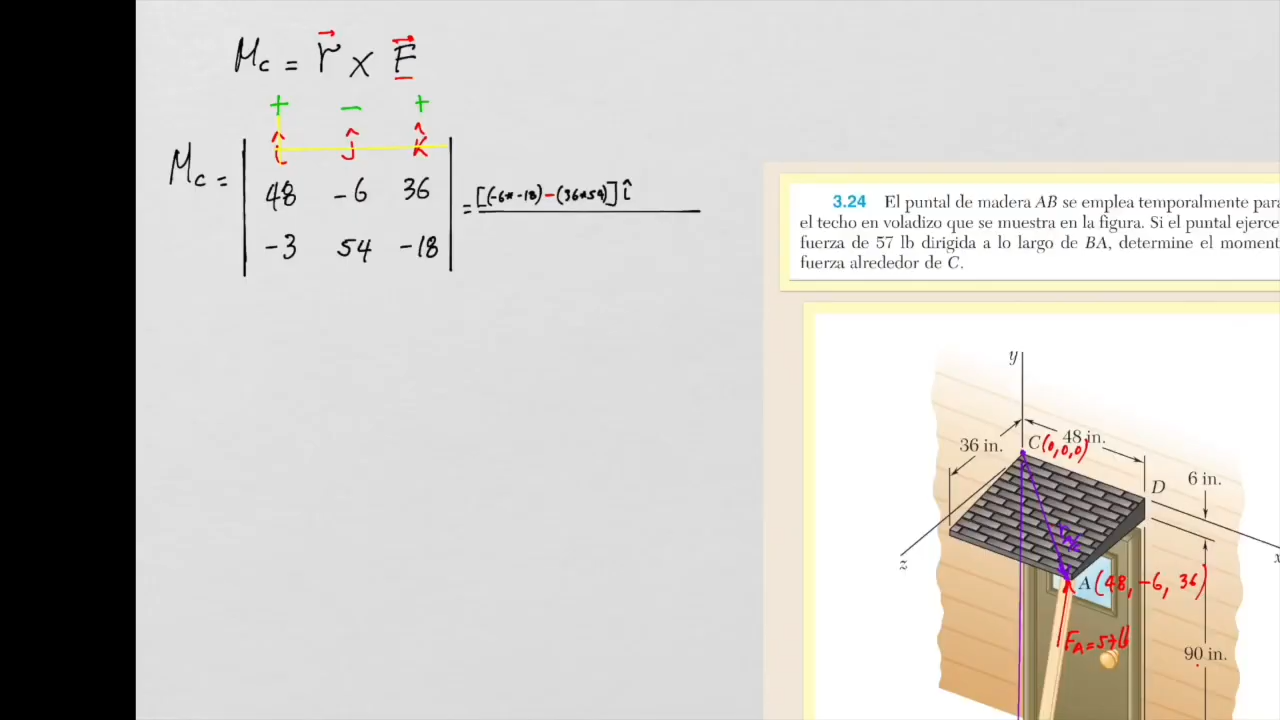 Mc = r x F
+ - +
î ĵ k̂
Mc = 48 -6 36 = [(-6*-18)-(36*54)] î
-3 54 -18
3.24 El puntal de madera AB se emplea temporalmente para
el techo en voladizo que se muestra en la figura. Si el puntal ejerce
fuerza de 57 lb dirigida a lo largo de BA, determine el moment
fuerza alrededor de C.
y
36 in.
C(0,0,0)
48 in.
D
6 in.
z
x
A(48, -6, 36)
FA=57lb
90 in.